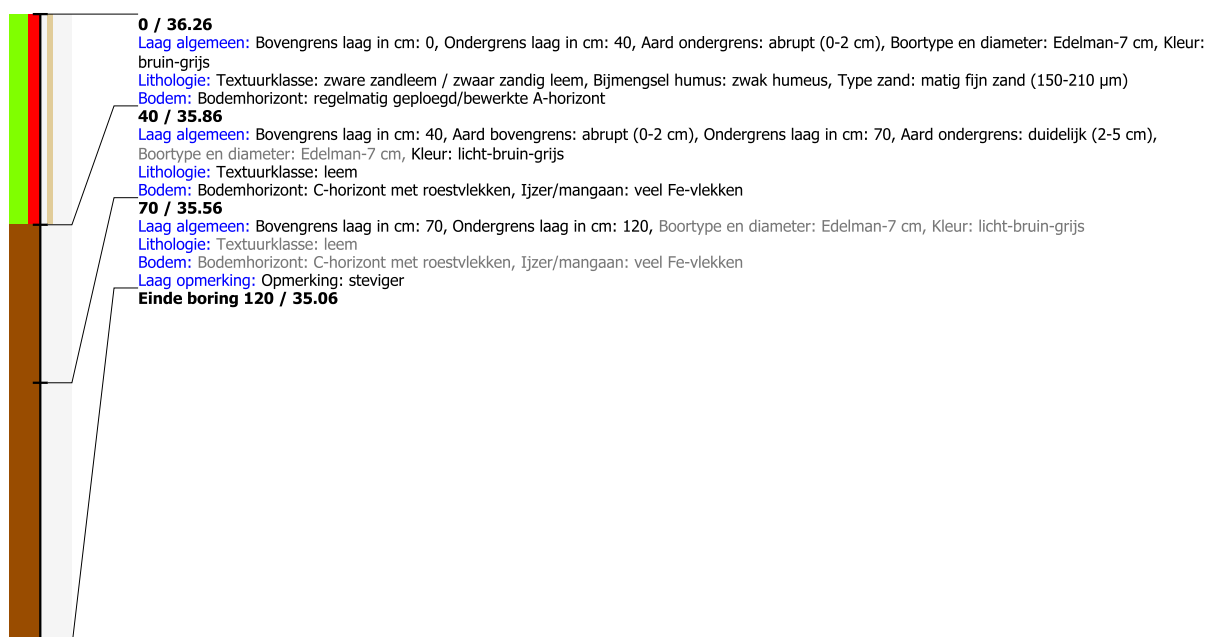 0 / 36.26
Laag algemeen: Bovengrens laag in cm: 0, Ondergrens laag in cm: 40, Aard ondergrens: abrupt (0-2 cm), Boortype en diameter: Edelman-7 cm, Kleur:
bruin-grijs
Lithologie: Textuurklasse: zware zandleem / zwaar zandig leem, Bijmengsel humus: zwak humeus, Type zand: matig fijn zand (150-210 µm)
Bodem: Bodemhorizont: regelmatig geploegd/bewerkte A-horizont
40 / 35.86
Laag algemeen: Bovengrens laag in cm: 40, Aard bovengrens: abrupt (0-2 cm), Ondergrens laag in cm: 70, Aard ondergrens: duidelijk (2-5 cm),
Boortype en diameter: Edelman-7 cm, Kleur: licht-bruin-grijs
Lithologie: Textuurklasse: leem
Bodem: Bodemhorizont: C-horizont met roestvlekken, Ijzer/mangaan: veel Fe-vlekken
70 / 35.56
Laag algemeen: Bovengrens laag in cm: 70, Ondergrens laag in cm: 120, Boortype en diameter: Edelman-7 cm, Kleur: licht-bruin-grijs
Lithologie: Textuurklasse: leem
Bodem: Bodemhorizont: C-horizont met roestvlekken, Ijzer/mangaan: veel Fe-vlekken
Laag opmerking: Opmerking: steviger
Einde boring 120 / 35.06